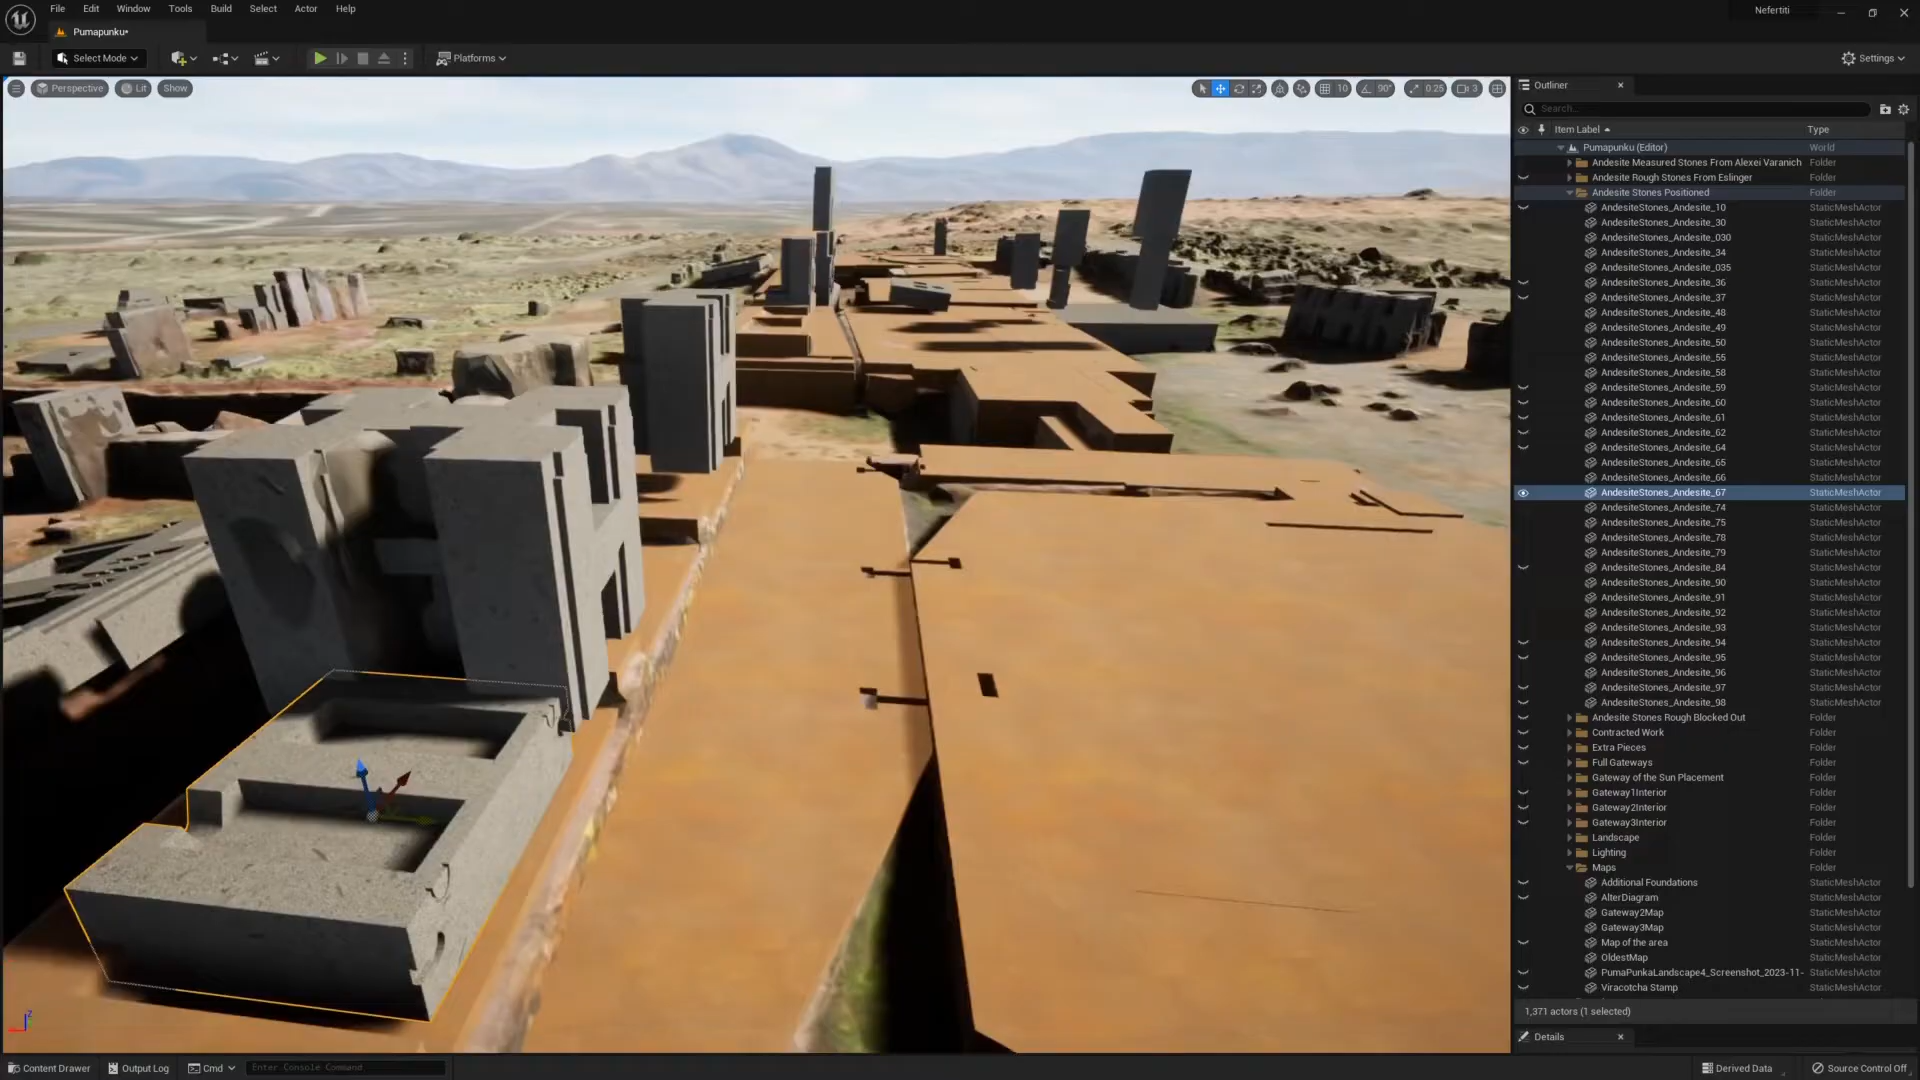 File Edit Window Tools Build Select Actor Help
Nefertiti
Pumapunku*
Select Mode
Platforms
Settings
Perspective Lit Show
10 90° 0.25 3
Outliner
Search...
Item Label Type
Pumapunku (Editor) World
Andesite Measured Stones From Alexei Varanich Folder
Andesite Rough Stones From Eslinger Folder
Andesite Stones Positioned Folder
AndesiteStones_Andesite_10 StaticMeshActor
AndesiteStones_Andesite_30 StaticMeshActor
AndesiteStones_Andesite_030 StaticMeshActor
AndesiteStones_Andesite_34 StaticMeshActor
AndesiteStones_Andesite_035 StaticMeshActor
AndesiteStones_Andesite_36 StaticMeshActor
AndesiteStones_Andesite_37 StaticMeshActor
AndesiteStones_Andesite_48 StaticMeshActor
AndesiteStones_Andesite_49 StaticMeshActor
AndesiteStones_Andesite_50 StaticMeshActor
AndesiteStones_Andesite_55 StaticMeshActor
AndesiteStones_Andesite_58 StaticMeshActor
AndesiteStones_Andesite_59 StaticMeshActor
AndesiteStones_Andesite_60 StaticMeshActor
AndesiteStones_Andesite_61 StaticMeshActor
AndesiteStones_Andesite_62 StaticMeshActor
AndesiteStones_Andesite_64 StaticMeshActor
AndesiteStones_Andesite_65 StaticMeshActor
AndesiteStones_Andesite_66 StaticMeshActor
AndesiteStones_Andesite_67 StaticMeshActor
AndesiteStones_Andesite_74 StaticMeshActor
AndesiteStones_Andesite_75 StaticMeshActor
AndesiteStones_Andesite_78 StaticMeshActor
AndesiteStones_Andesite_79 StaticMeshActor
AndesiteStones_Andesite_84 StaticMeshActor
AndesiteStones_Andesite_90 StaticMeshActor
AndesiteStones_Andesite_91 StaticMeshActor
AndesiteStones_Andesite_92 StaticMeshActor
AndesiteStones_Andesite_93 StaticMeshActor
AndesiteStones_Andesite_94 StaticMeshActor
AndesiteStones_Andesite_95 StaticMeshActor
AndesiteStones_Andesite_96 StaticMeshActor
AndesiteStones_Andesite_97 StaticMeshActor
AndesiteStones_Andesite_98 StaticMeshActor
Andesite Stones Rough Blocked Out Folder
Contracted Work Folder
Extra Pieces Folder
Full Gateways Folder
Gateway of the Sun Placement Folder
Gateway1Interior Folder
Gateway2Interior Folder
Gateway3Interior Folder
Landscape Folder
Lighting Folder
Maps Folder
Additional Foundations StaticMeshActor
AlterDiagram StaticMeshActor
Gateway2Map StaticMeshActor
Gateway3Map StaticMeshActor
Map of the area StaticMeshActor
OldestMap StaticMeshActor
PumaPunkaLandscape4_Screenshot_2023-11- StaticMeshActor
Viracotcha Stamp StaticMeshActor
1,371 actors (1 selected)
Details
z
Content Drawer Output Log Cmd Enter Console Command
Derived Data Source Control Off